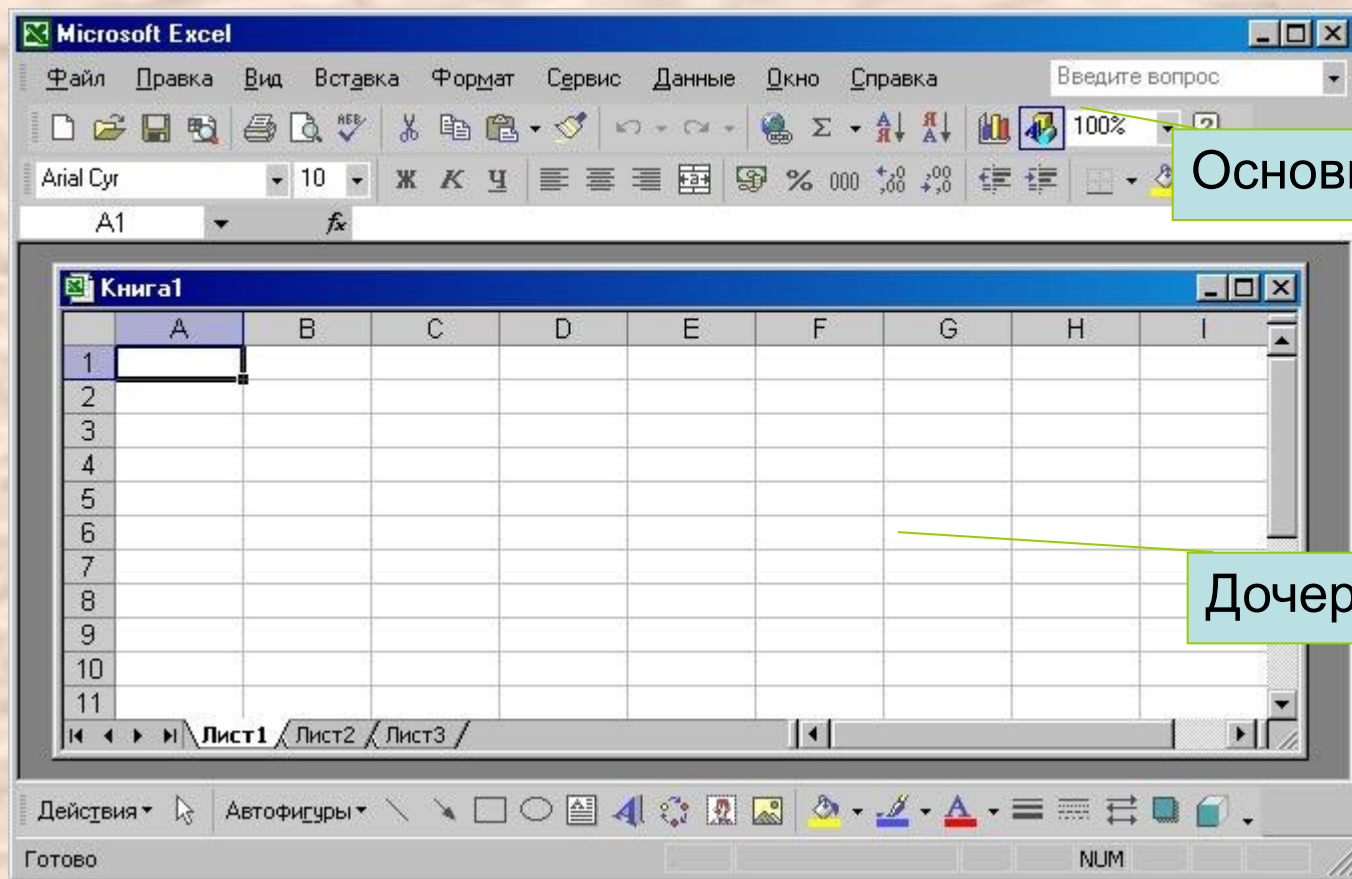 Microsoft Excel
Файл Правка Вид Вставка Формат Сервис Данные Окно Справка Введите вопрос
100%
Arial Cyr 10 Ж К Ч % 000
A1 fx
Книга1
A B C D E F G H I
1
2
3
4
5
6
7
8
9
10
11
Лист1 Лист2 Лист3
Действия Автофигуры
Готово NUM